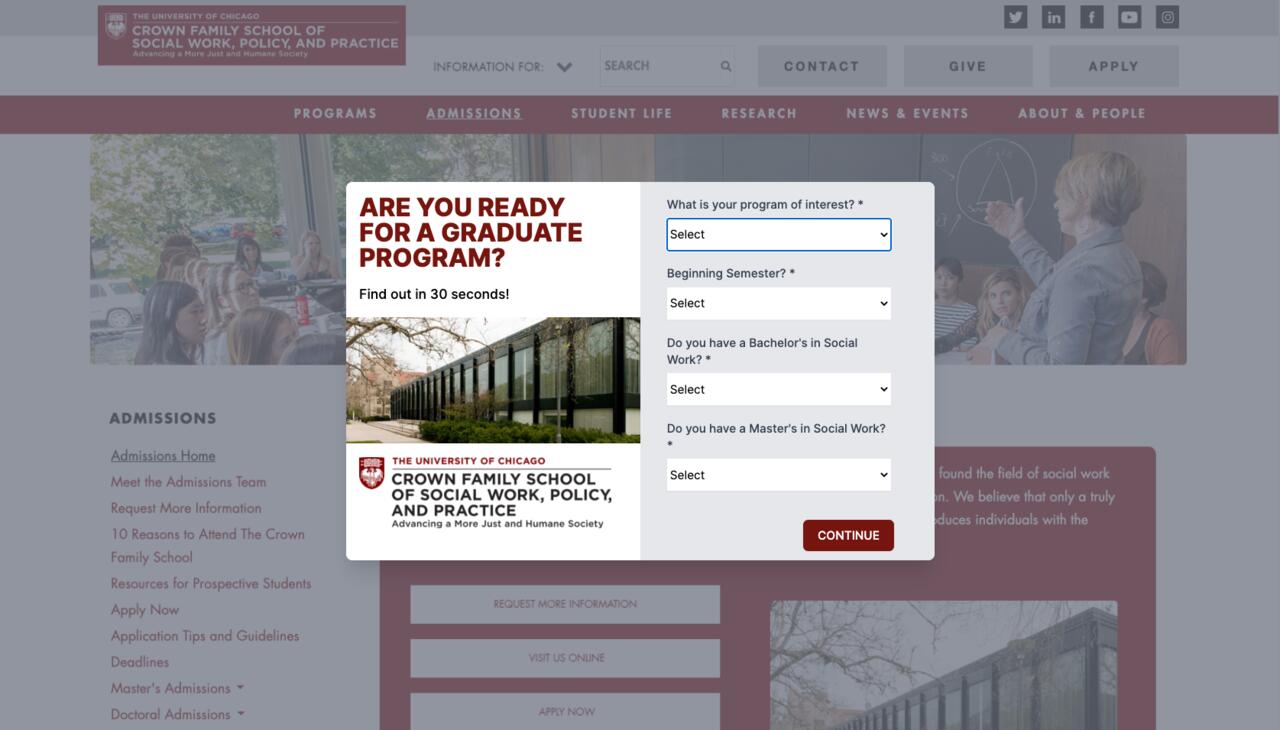 THE UNIVERSITY OF CHICAGO
CROWN FAMILY SCHOOL OF
SOCIAL WORK, POLICY, AND PRACTICE
Advancing a More Just and Humane Society
INFORMATION FOR:
SEARCH
CONTACT
GIVE
APPLY
PROGRAMS
ADMISSIONS
STUDENT LIFE
RESEARCH
NEWS & EVENTS
ABOUT & PEOPLE
ARE YOU READY
FOR A GRADUATE
PROGRAM?
Find out in 30 seconds!
THE UNIVERSITY OF CHICAGO
CROWN FAMILY SCHOOL
OF SOCIAL WORK, POLICY,
AND PRACTICE
Advancing a More Just and Humane Society
What is your program of interest? *
Select
Beginning Semester? *
Select
Do you have a Bachelor's in Social
Work? *
Select
Do you have a Master's in Social Work?
*
Select
CONTINUE
ADMISSIONS
Admissions Home
Meet the Admissions Team
Request More Information
10 Reasons to Attend The Crown
Family School
Resources for Prospective Students
Apply Now
Application Tips and Guidelines
Deadlines
Master's Admissions
Doctoral Admissions
found the field of social work
on. We believe that only a truly
oduces individuals with the
REQUEST MORE INFORMATION
VISIT US ONLINE
APPLY NOW